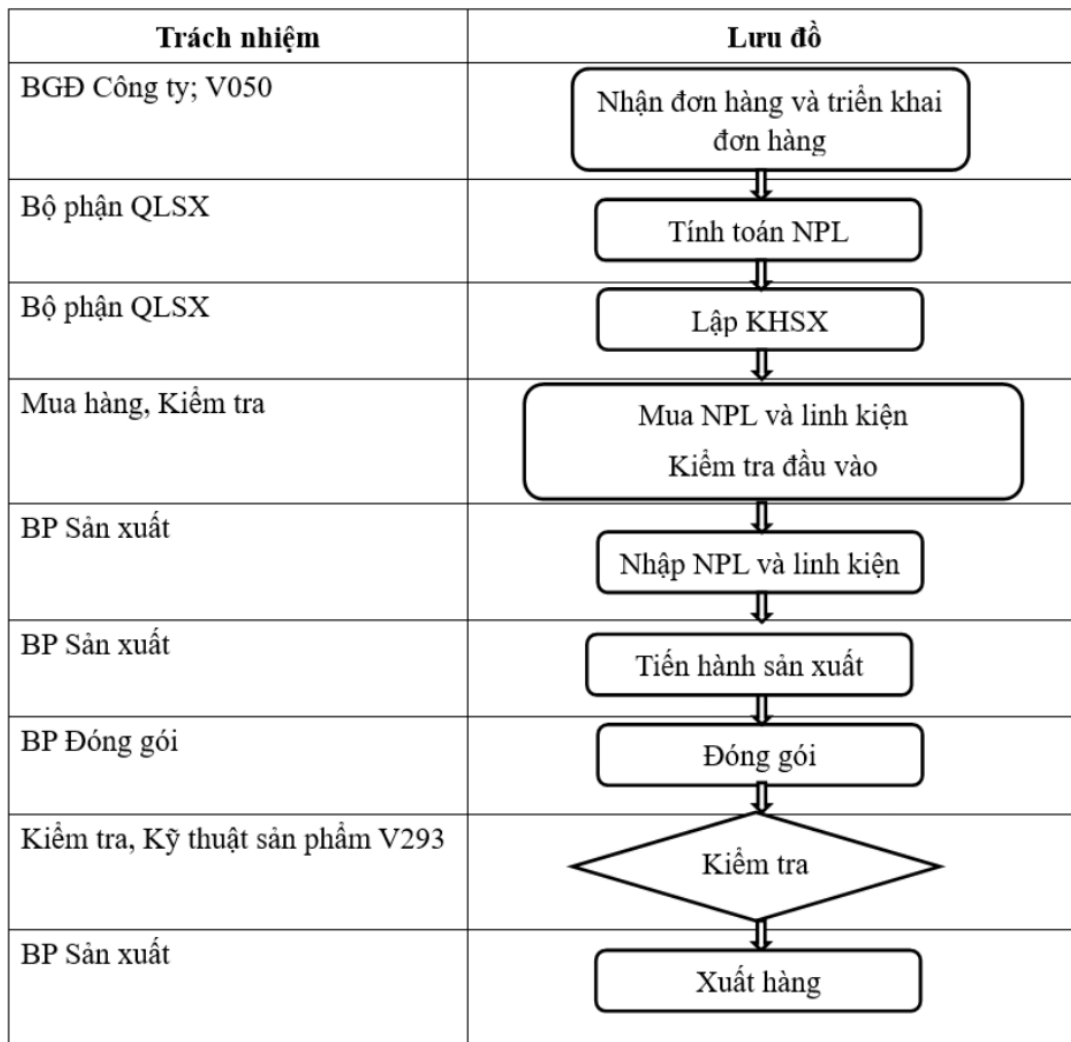 Trách nhiệm
Lưu đồ
BGĐ Công ty; V050
Nhận đơn hàng và triển khai
đơn hàng
Bộ phận QLSX
Tính toán NPL
Bộ phận QLSX
Lập KHSX
Mua hàng, Kiểm tra
Mua NPL và linh kiện
Kiểm tra đầu vào
BP Sản xuất
Nhập NPL và linh kiện
BP Sản xuất
Tiến hành sản xuất
BP Đóng gói
Đóng gói
Kiểm tra, Kỹ thuật sản phẩm V293
Kiểm tra
BP Sản xuất
Xuất hàng